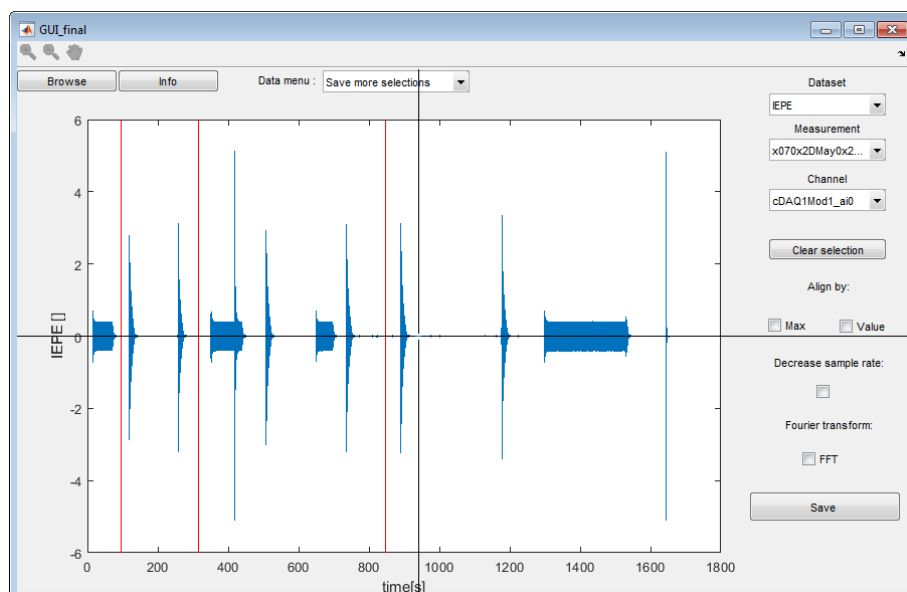 GUI_final
Browse
Info
Data menu :
Save more selections
Dataset
IEPE
Measurement
x070x2DMay0x2...
Channel
cDAQ1Mod1_ai0
Clear selection
Align by:
Max
Value
Decrease sample rate:
Fourier transform:
FFT
Save
IEPE []
6
4
2
0
-2
-4
-6
0
200
400
600
800
1000
1200
1400
1600
1800
time[s]